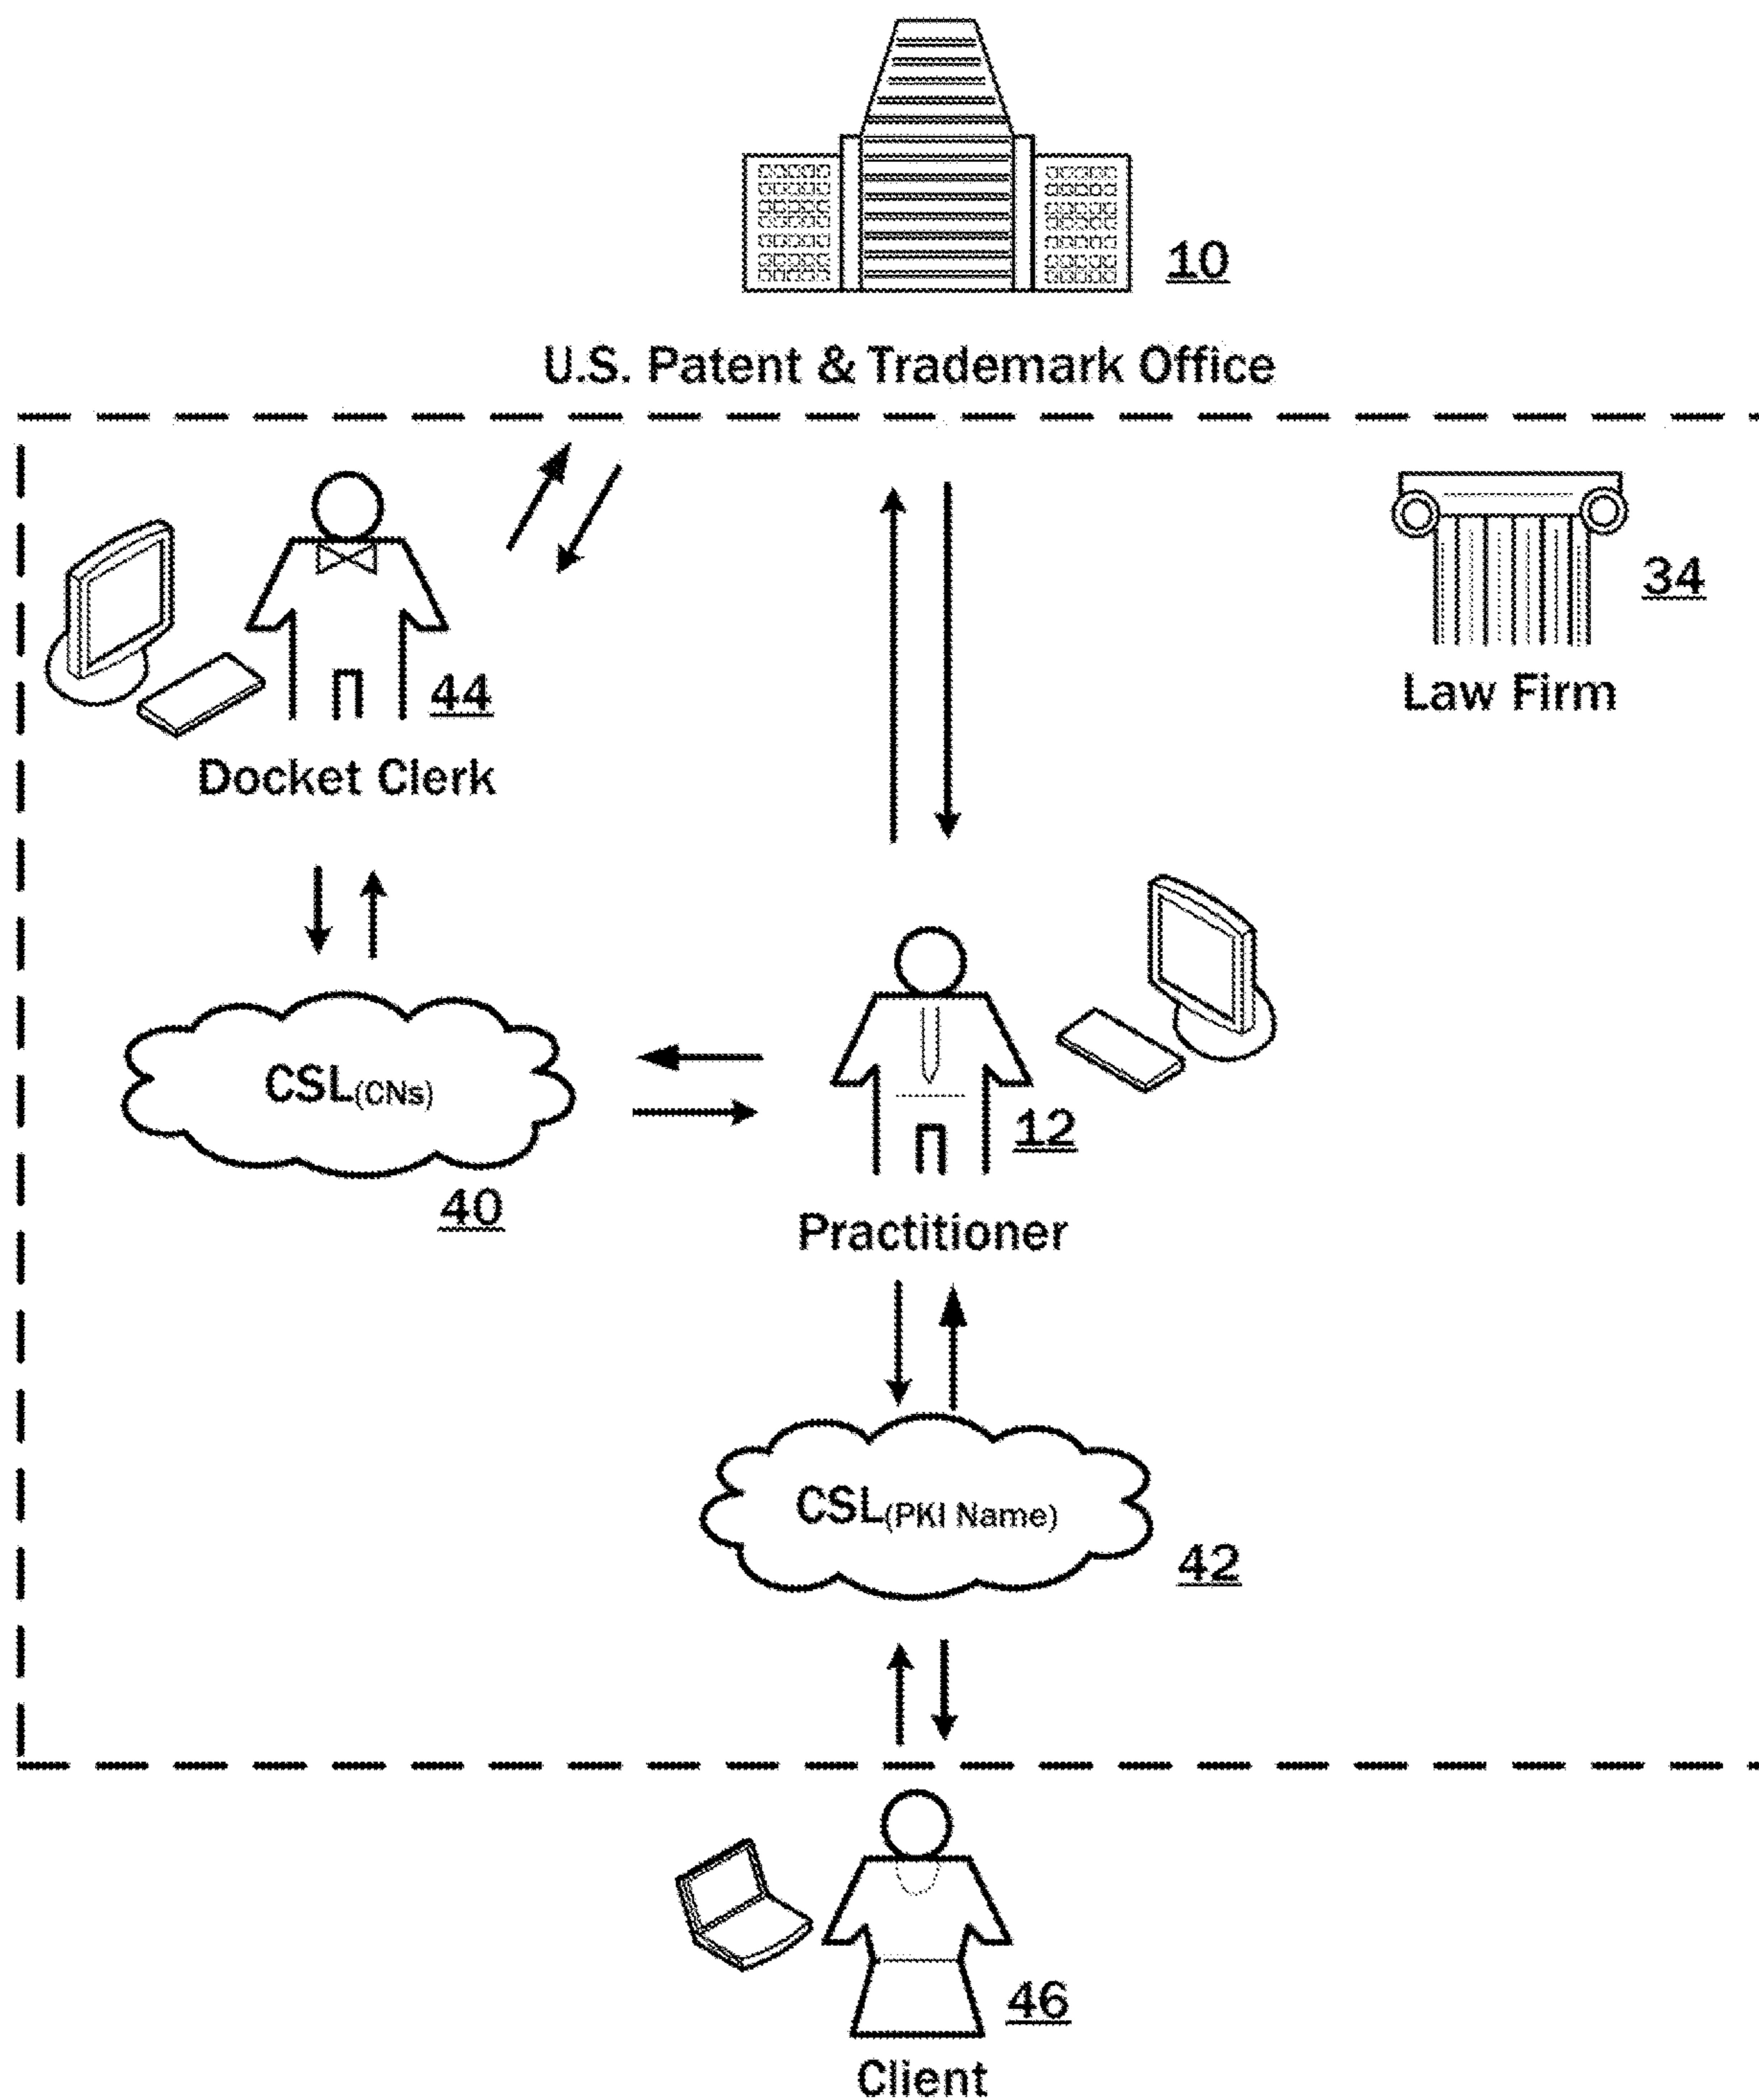 10
U.S. Patent & Trademark Office
34
Law Firm
44
Docket Clerk
CSL(CNs)
40
12
Practitioner
CSL(PKI Name)
42
46
Client